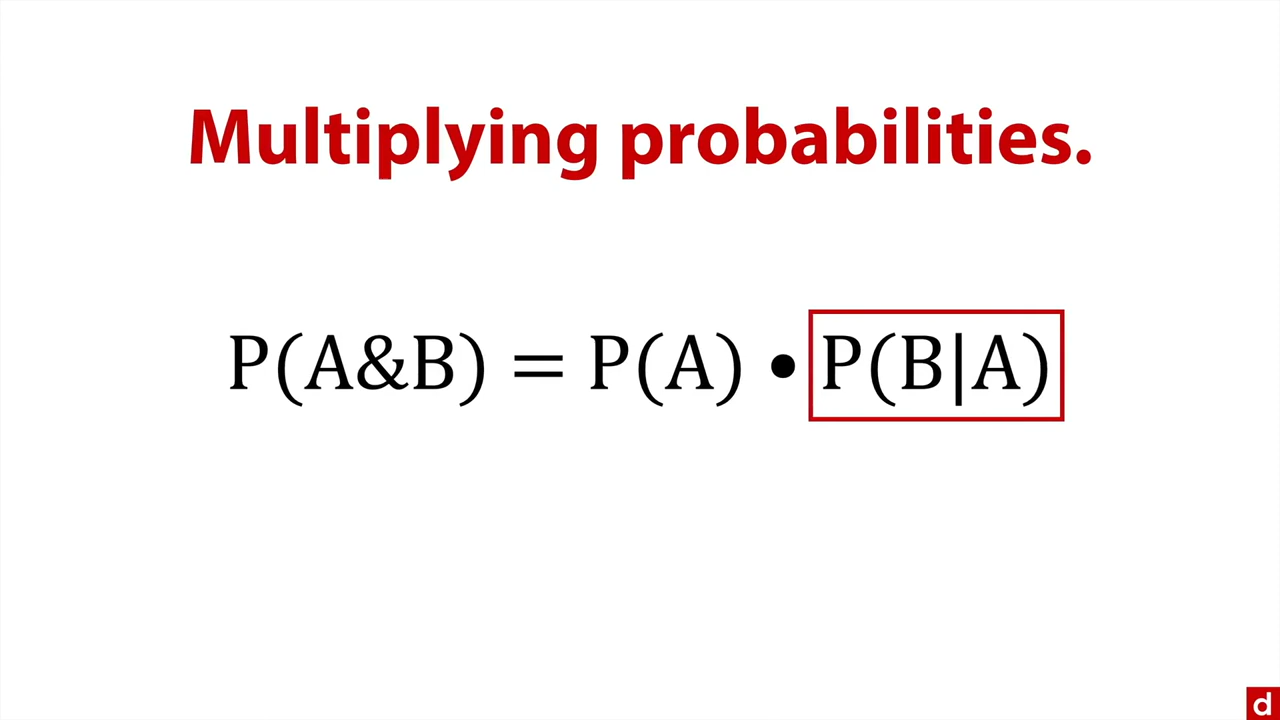 Multiplying probabilities.
P(A&B) = P(A) • P(B|A)
d